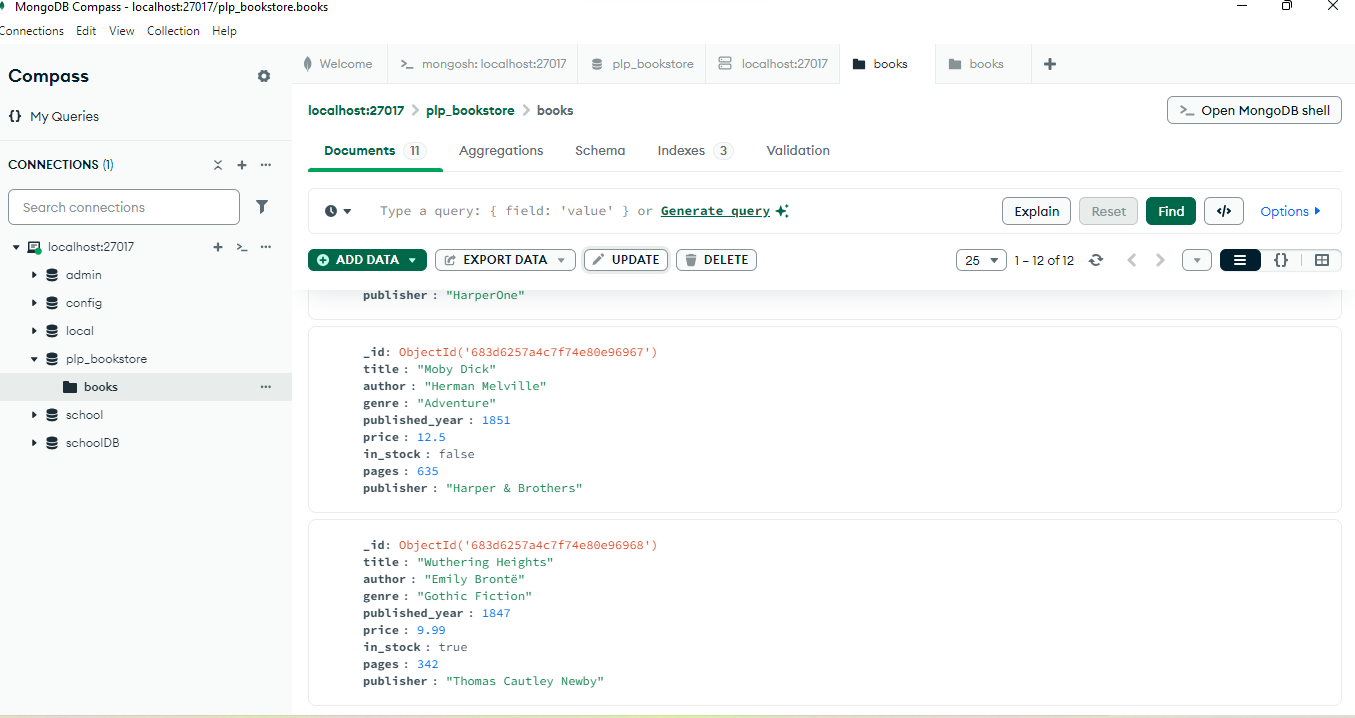 MongoDB Compass - localhost:27017/plp_bookstore.books
Connections Edit View Collection Help
Compass
My Queries
CONNECTIONS (1)
Search connections
localhost:27017
admin
config
local
plp_bookstore
books
school
schoolDB
Welcome
mongosh: localhost:27017
plp_bookstore
localhost:27017
books
books
localhost:27017 > plp_bookstore > books
>_ Open MongoDB shell
Documents 11 Aggregations Schema Indexes 3 Validation
Type a query: { field: 'value' } or Generate query
Explain Reset Find </> Options
ADD DATA EXPORT DATA UPDATE DELETE
25 1 – 12 of 12 {}
publisher : "HarperOne"
_id: ObjectId('683d6257a4c7f74e80e96967')
title : "Moby Dick"
author : "Herman Melville"
genre : "Adventure"
published_year : 1851
price : 12.5
in_stock : false
pages : 635
publisher : "Harper & Brothers"
_id: ObjectId('683d6257a4c7f74e80e96968')
title : "Wuthering Heights"
author : "Emily Brontë"
genre : "Gothic Fiction"
published_year : 1847
price : 9.99
in_stock : true
pages : 342
publisher : "Thomas Cautley Newby"